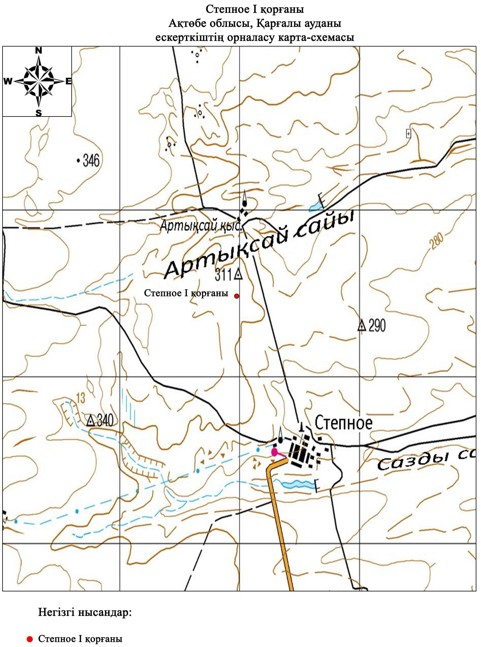 Степное I қорғаны
Ақтөбе облысы, Қарғалы ауданы
ескерткіштің орналасу карта-схемасы
N
W E
S
346
Артықсай қыс.
Артықсай сайы
280
311
Степное I қорғаны
290
13
340
Степное
Сазды са
Негізгі нысандар:
Степное I қорғаны